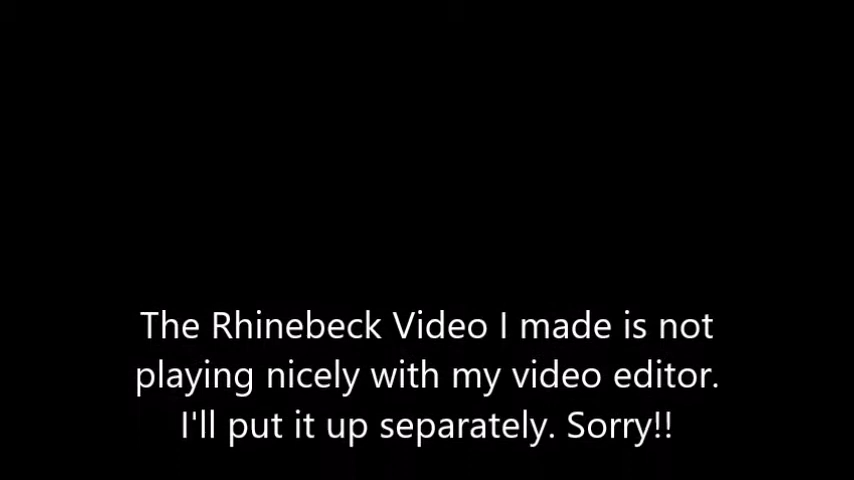 The Rhinebeck Video I made is not
playing nicely with my video editor.
I'll put it up separately. Sorry!!